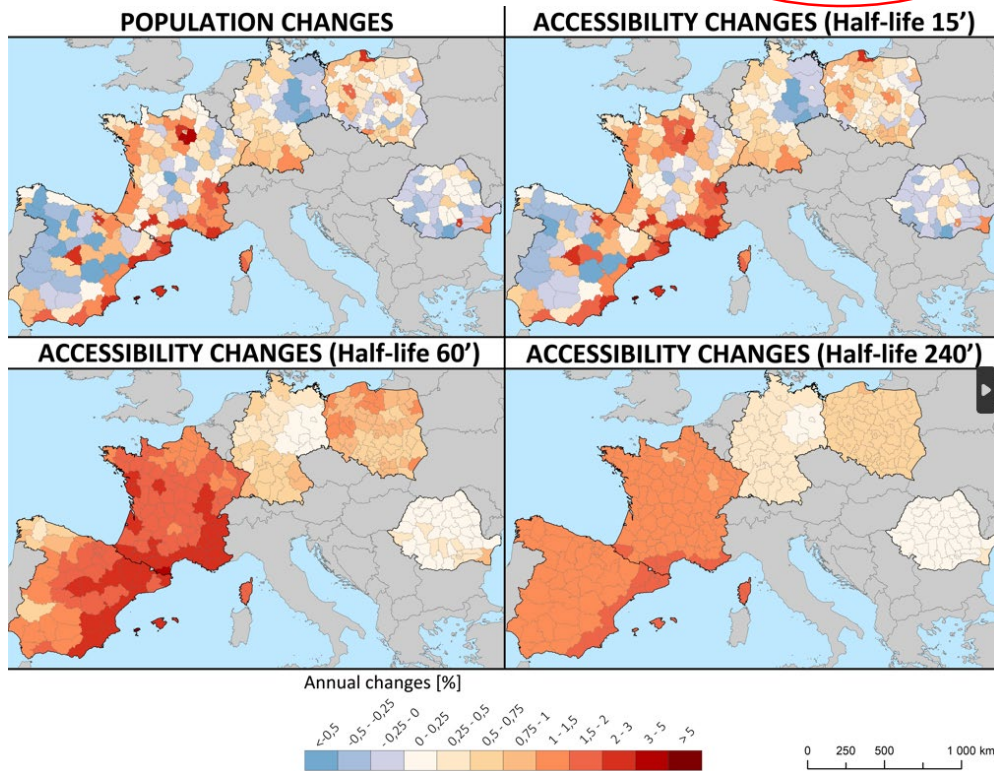 POPULATION CHANGES
ACCESSIBILITY CHANGES (Half-life 15’)
ACCESSIBILITY CHANGES (Half-life 60’)
ACCESSIBILITY CHANGES (Half-life 240’)
Annual changes [%]
<-0,5
-0,5 - -0,25
- 0,25 - 0
0 - 0,25
0,25 - 0,5
0,5 - 0,75
0,75 - 1
1 - 1,5
1,5 - 2
2 - 3
3 - 5
> 5
0 250 500 1 000 km